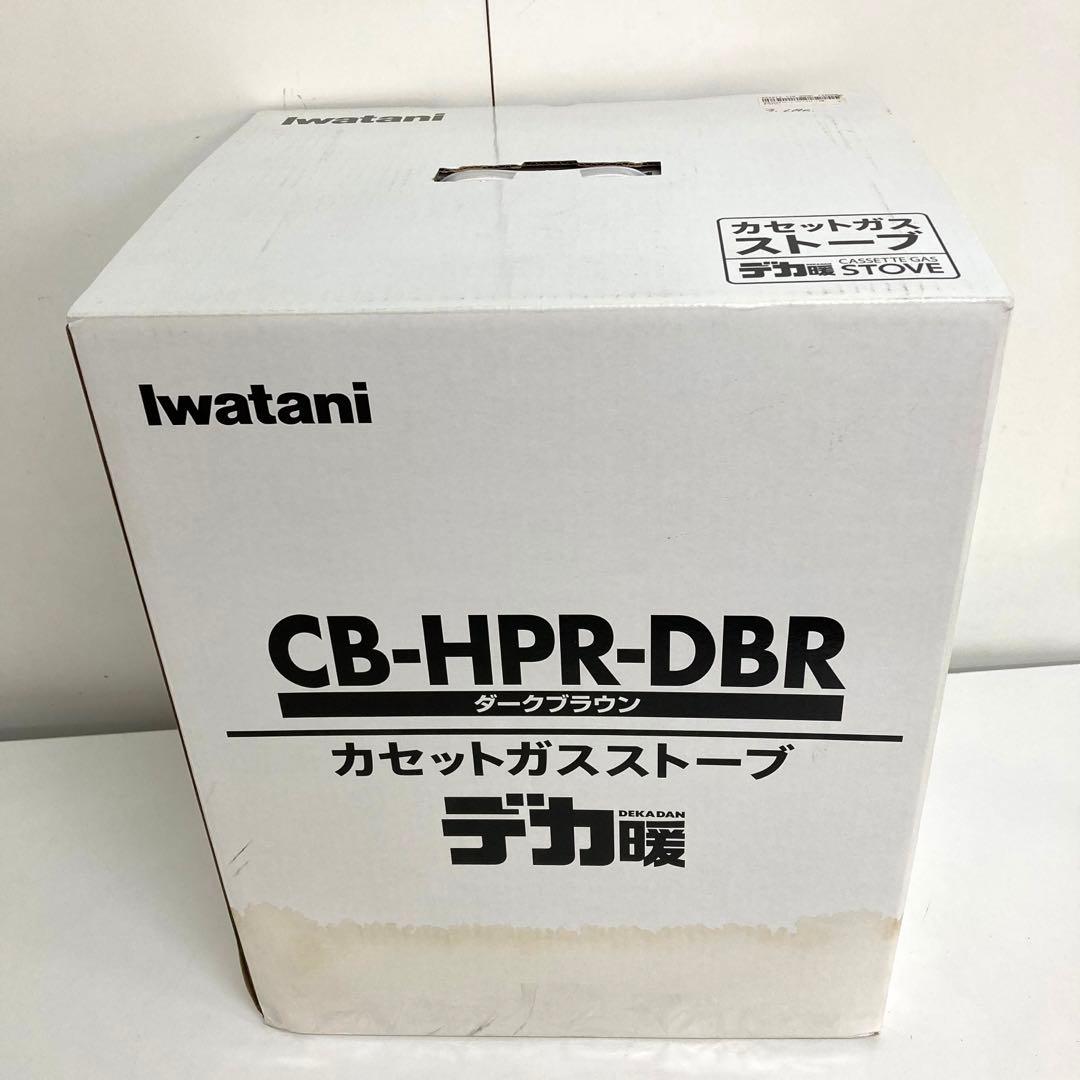 Iwatani
カセットガス
ストーブ
デカ暖 DEKADAN CASSETTE GAS STOVE
Iwatani
CB-HPR-DBR
ダークブラウン
カセットガスストーブ
DEKADAN
デカ暖